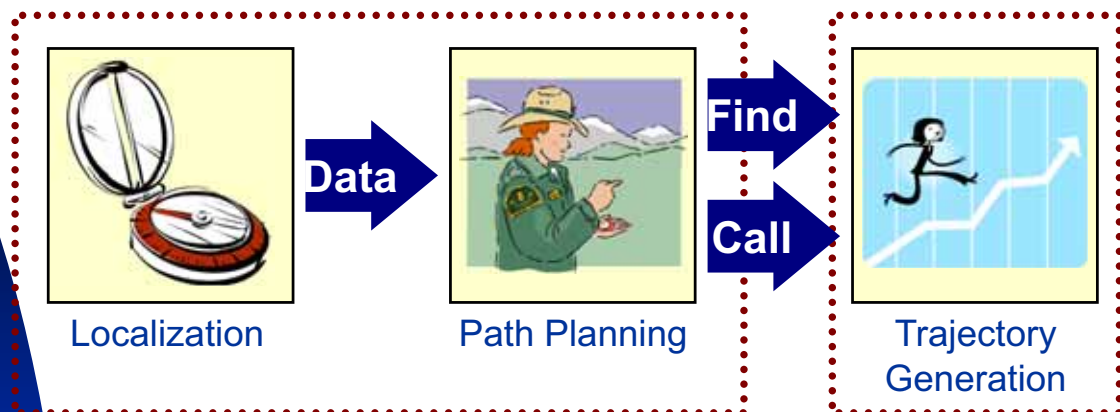 Data
Find
Call
Localization
Path Planning
Trajectory
Generation